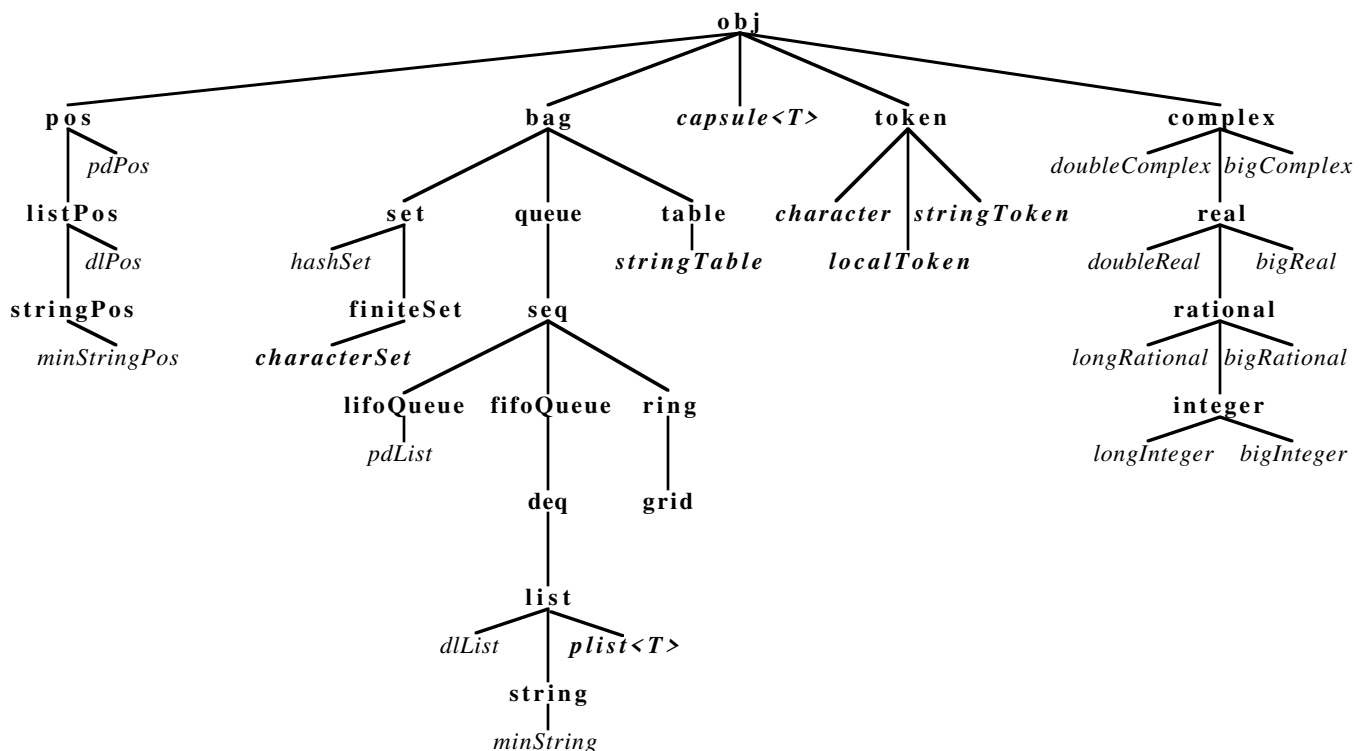 obj
pos bag capsule<T> token complex
pdPos doubleComplex bigComplex
listPos set queue table character stringToken real
dlPos hashSet stringTable localToken doubleReal bigReal
stringPos finiteSet seq rational
minStringPos characterSet longRational bigRational
lifoQueue fifoQueue ring integer
pdList longInteger bigInteger
deq grid
list
dlList plist<T>
string
minString